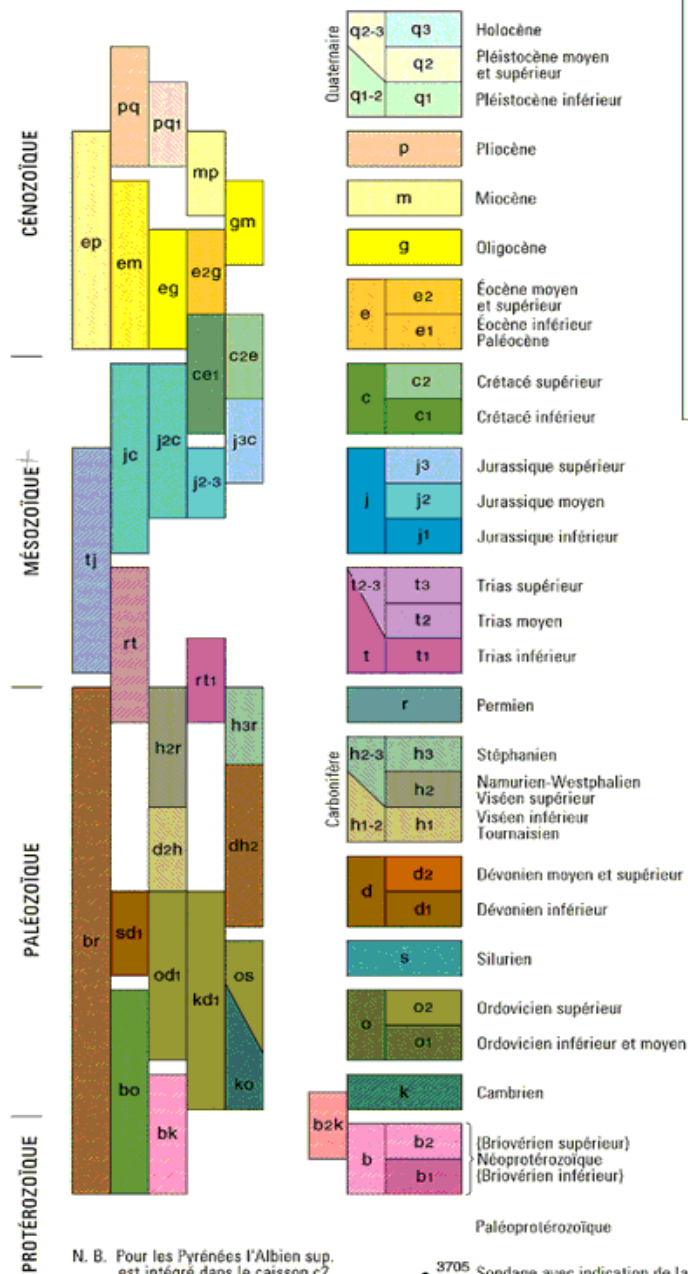 Quaternaire
q2-3
q3
Holocène
q2
Pléistocène moyen
et supérieur
q1-2
q1
Pléistocène inférieur
CÉNOZOÏQUE
pq
pq1
mp
p
Pliocène
m
Miocène
ep
em
gm
g
Oligocène
eg
e2g
e
e2
Éocène moyen
et supérieur
e1
Éocène inférieur
Paléocène
MÉSOZOÏQUE
ce1
c2e
c
c2
Crétacé supérieur
c1
Crétacé inférieur
jc
j2c
j3c
j2-3
j
j3
Jurassique supérieur
j2
Jurassique moyen
j1
Jurassique inférieur
tj
rt
rt1
t2-3
t3
Trias supérieur
t2
Trias moyen
t
t1
Trias inférieur
PALÉOZOÏQUE
r
Permien
Carbonifère
h2r
h3r
h2-3
h3
Stéphanien
h2
Namurien-Westphalien
Viséen supérieur
h1-2
h1
Viséen inférieur
Tournaisien
d2h
dh2
d
d2
Dévonien moyen et supérieur
d1
Dévonien inférieur
br
sd1
od1
kd1
os
s
Silurien
o
o2
Ordovicien supérieur
o1
Ordovicien inférieur et moyen
bo
ko
k
Cambrien
PROTÉROZOÏQUE
bk
b2k
b
b2
(Briovérien supérieur)
Néoprotérozoïque
b1
(Briovérien inférieur)
Paléoprotérozoïque
N. B. Pour les Pyrénées l'Albien sup.
est intégré dans le caisson c2
3705 Sondage avec indication de la